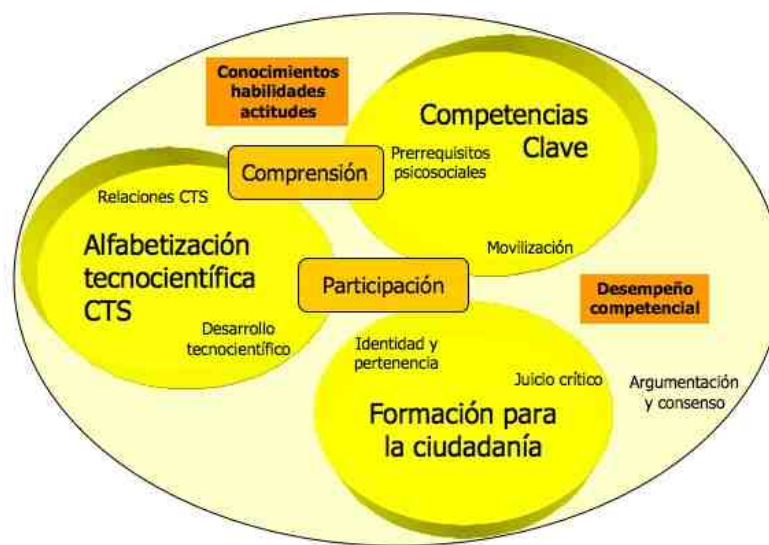 Conocimientos
habilidades
actitudes
Competencias
Clave
Comprensión
Prerrequisitos
psicosociales
Relaciones CTS
Movilización
Alfabetización
tecnocientífica
CTS
Participación
Desempeño
competencial
Desarrollo
tecnocientífico
Identidad y
pertenencia
Juicio crítico
Argumentación
y consenso
Formación para
la ciudadanía